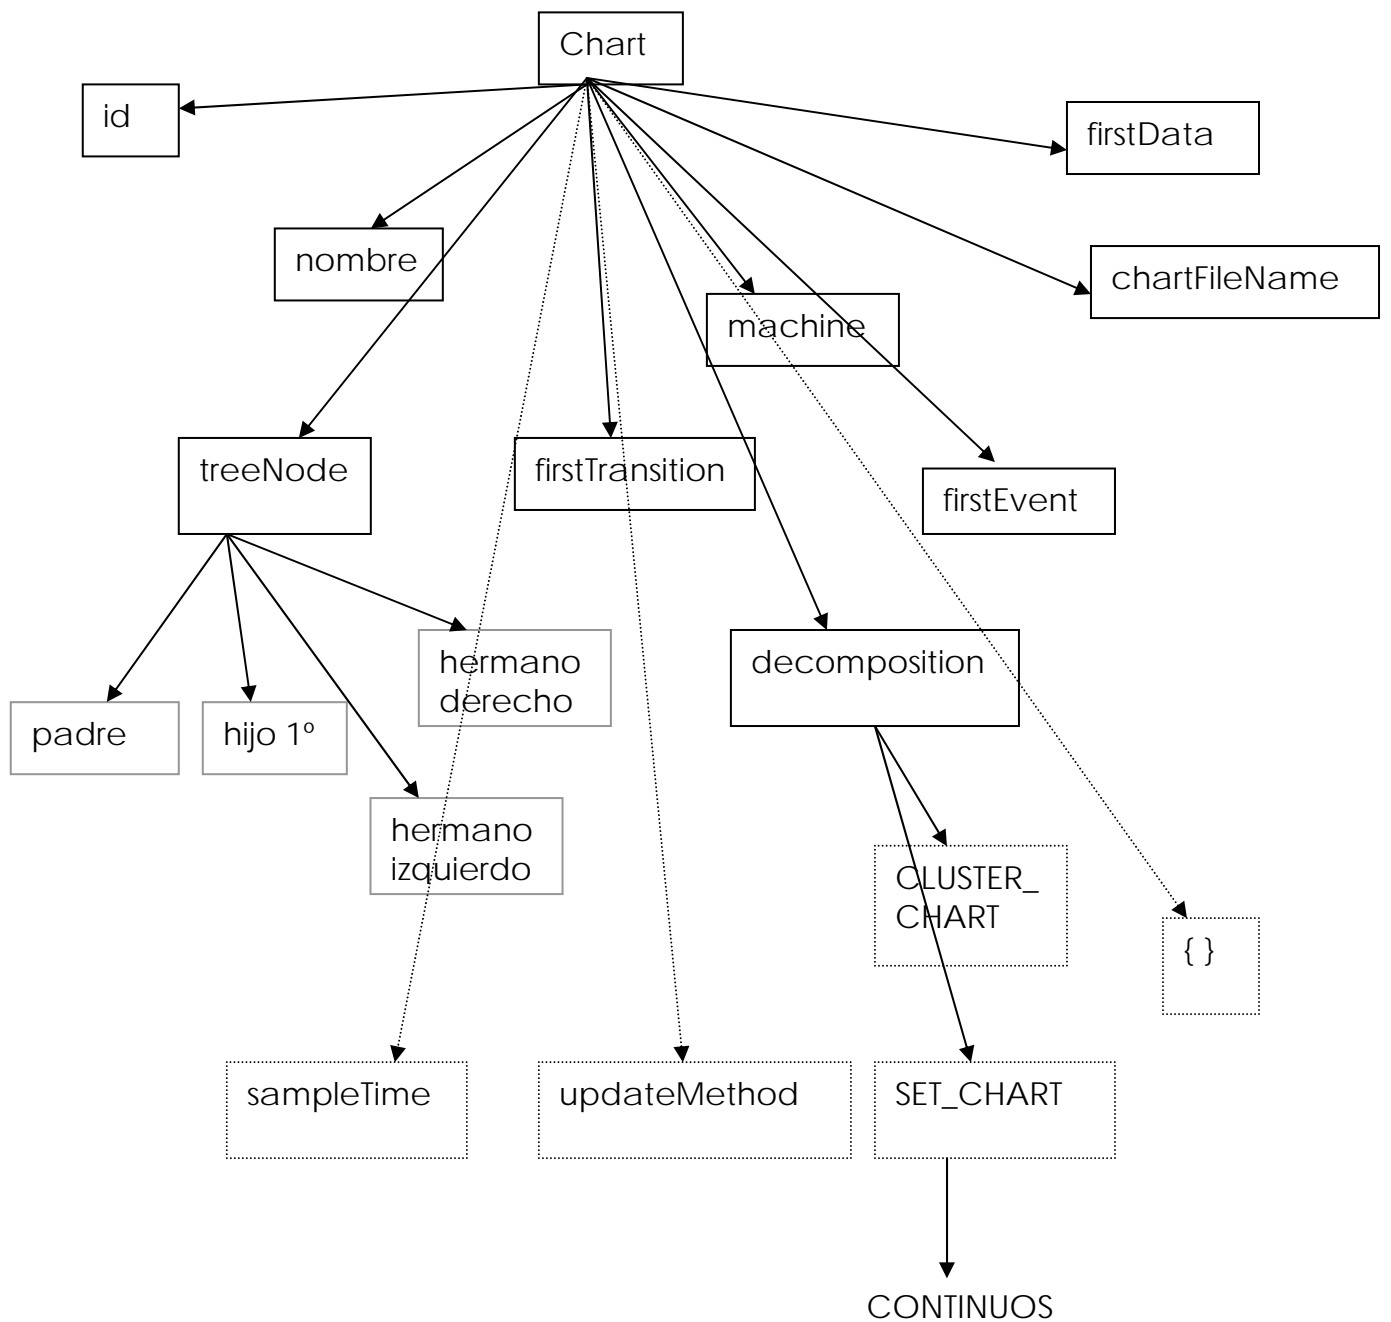 Chart
id
firstData
nombre
chartFileName
machine
treeNode
firstTransition
firstEvent
hermano
derecho
decomposition
padre
hijo 1º
hermano
izquierdo
CLUSTER_
CHART
{ }
sampleTime
updateMethod
SET_CHART
CONTINUOS